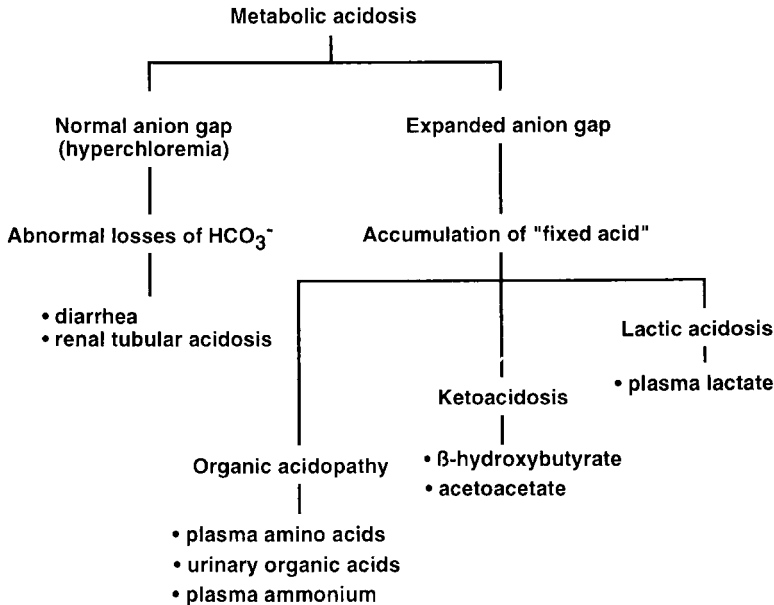 Metabolic acidosis
Normal anion gap
(hyperchloremia)
Expanded anion gap
Abnormal losses of HCO₃⁻
Accumulation of "fixed acid"
• diarrhea
• renal tubular acidosis
Lactic acidosis
• plasma lactate
Ketoacidosis
• ß-hydroxybutyrate
• acetoacetate
Organic acidopathy
• plasma amino acids
• urinary organic acids
• plasma ammonium